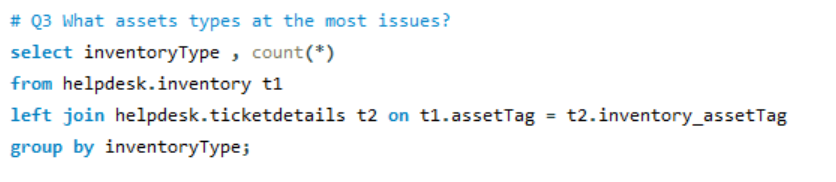 # Q3 What assets types at the most issues?
select inventoryType , count(*)
from helpdesk.inventory t1
left join helpdesk.ticketdetails t2 on t1.assetTag = t2.inventory_assetTag
group by inventoryType;